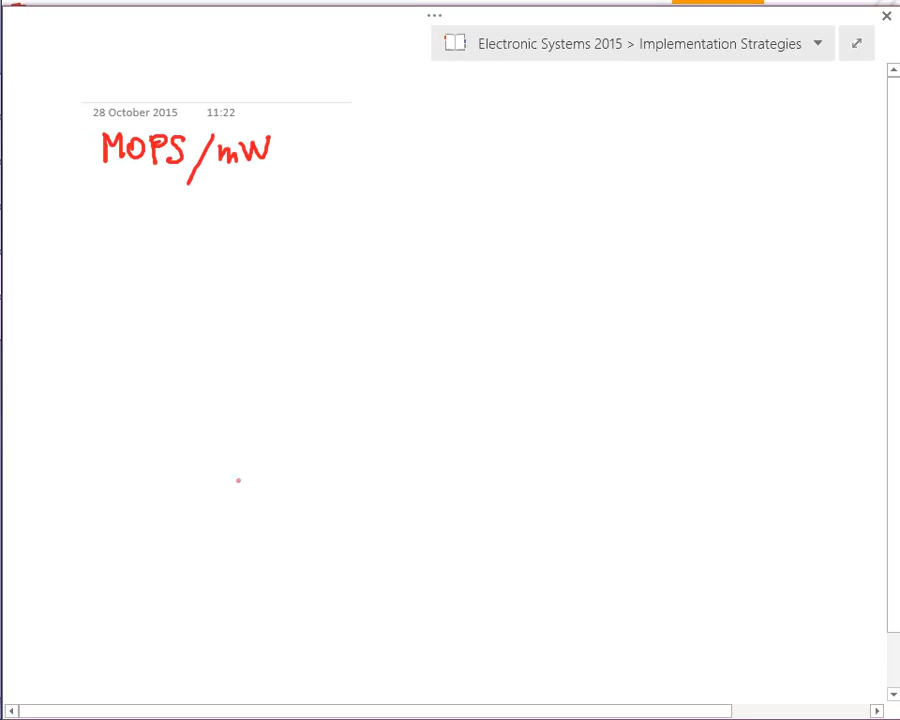 Electronic Systems 2015 > Implementation Strategies
28 October 2015 11:22
MOPS/mW